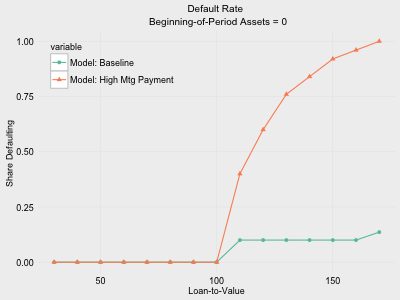 Default Rate
Beginning-of-Period Assets = 0
variable
Model: Baseline
Model: High Mtg Payment
Share Defaulting
1.00
0.75
0.50
0.25
0.00
50
100
150
Loan-to-Value